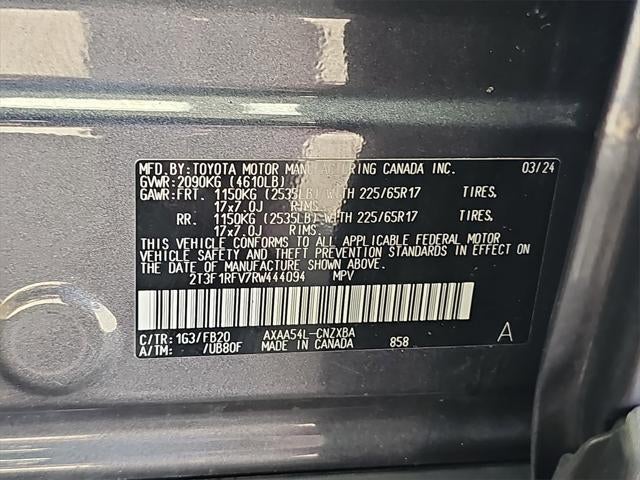 MFD.BY:TOYOTA MOTOR MANUFACTURING CANADA INC. 03/24
GVWR:2090KG (4610LB)
GAWR:FRT. 1150KG (2535LB)WITH 225/65R17 TIRES,
17x7.0J RIMS.
RR. 1150KG (2535LB)WITH 225/65R17 TIRES,
17x7.0J RIMS.
THIS VEHICLE CONFORMS TO ALL APPLICABLE FEDERAL MOTOR
VEHICLE SAFETY AND THEFT PREVENTION STANDARDS IN EFFECT ON
THE DATE OF MANUFACTURE SHOWN ABOVE.
2T3F1RFV7RW444094 MPV
C/TR:1G3/FB20 AXAA54L-CNZXBA A
A/TM: /UB80F MADE IN CANADA 858